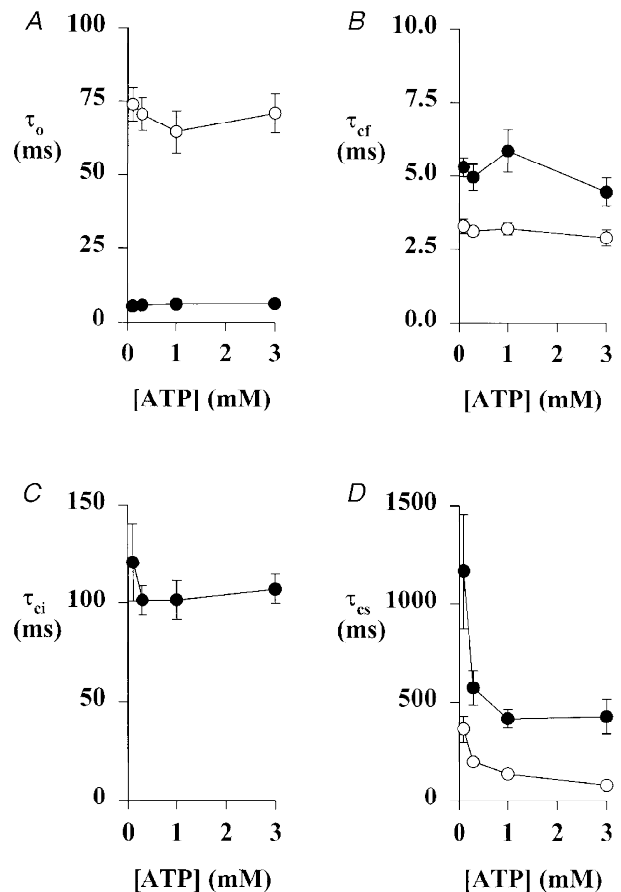 A
100
75
τo
(ms)
50
25
0
0 1 2 3
[ATP] (mM)
B
10.0
7.5
τcf
(ms)
5.0
2.5
0.0
0 1 2 3
[ATP] (mM)
C
150
100
τci
(ms)
50
0
0 1 2 3
[ATP] (mM)
D
1500
1000
τcs
(ms)
500
0
0 1 2 3
[ATP] (mM)